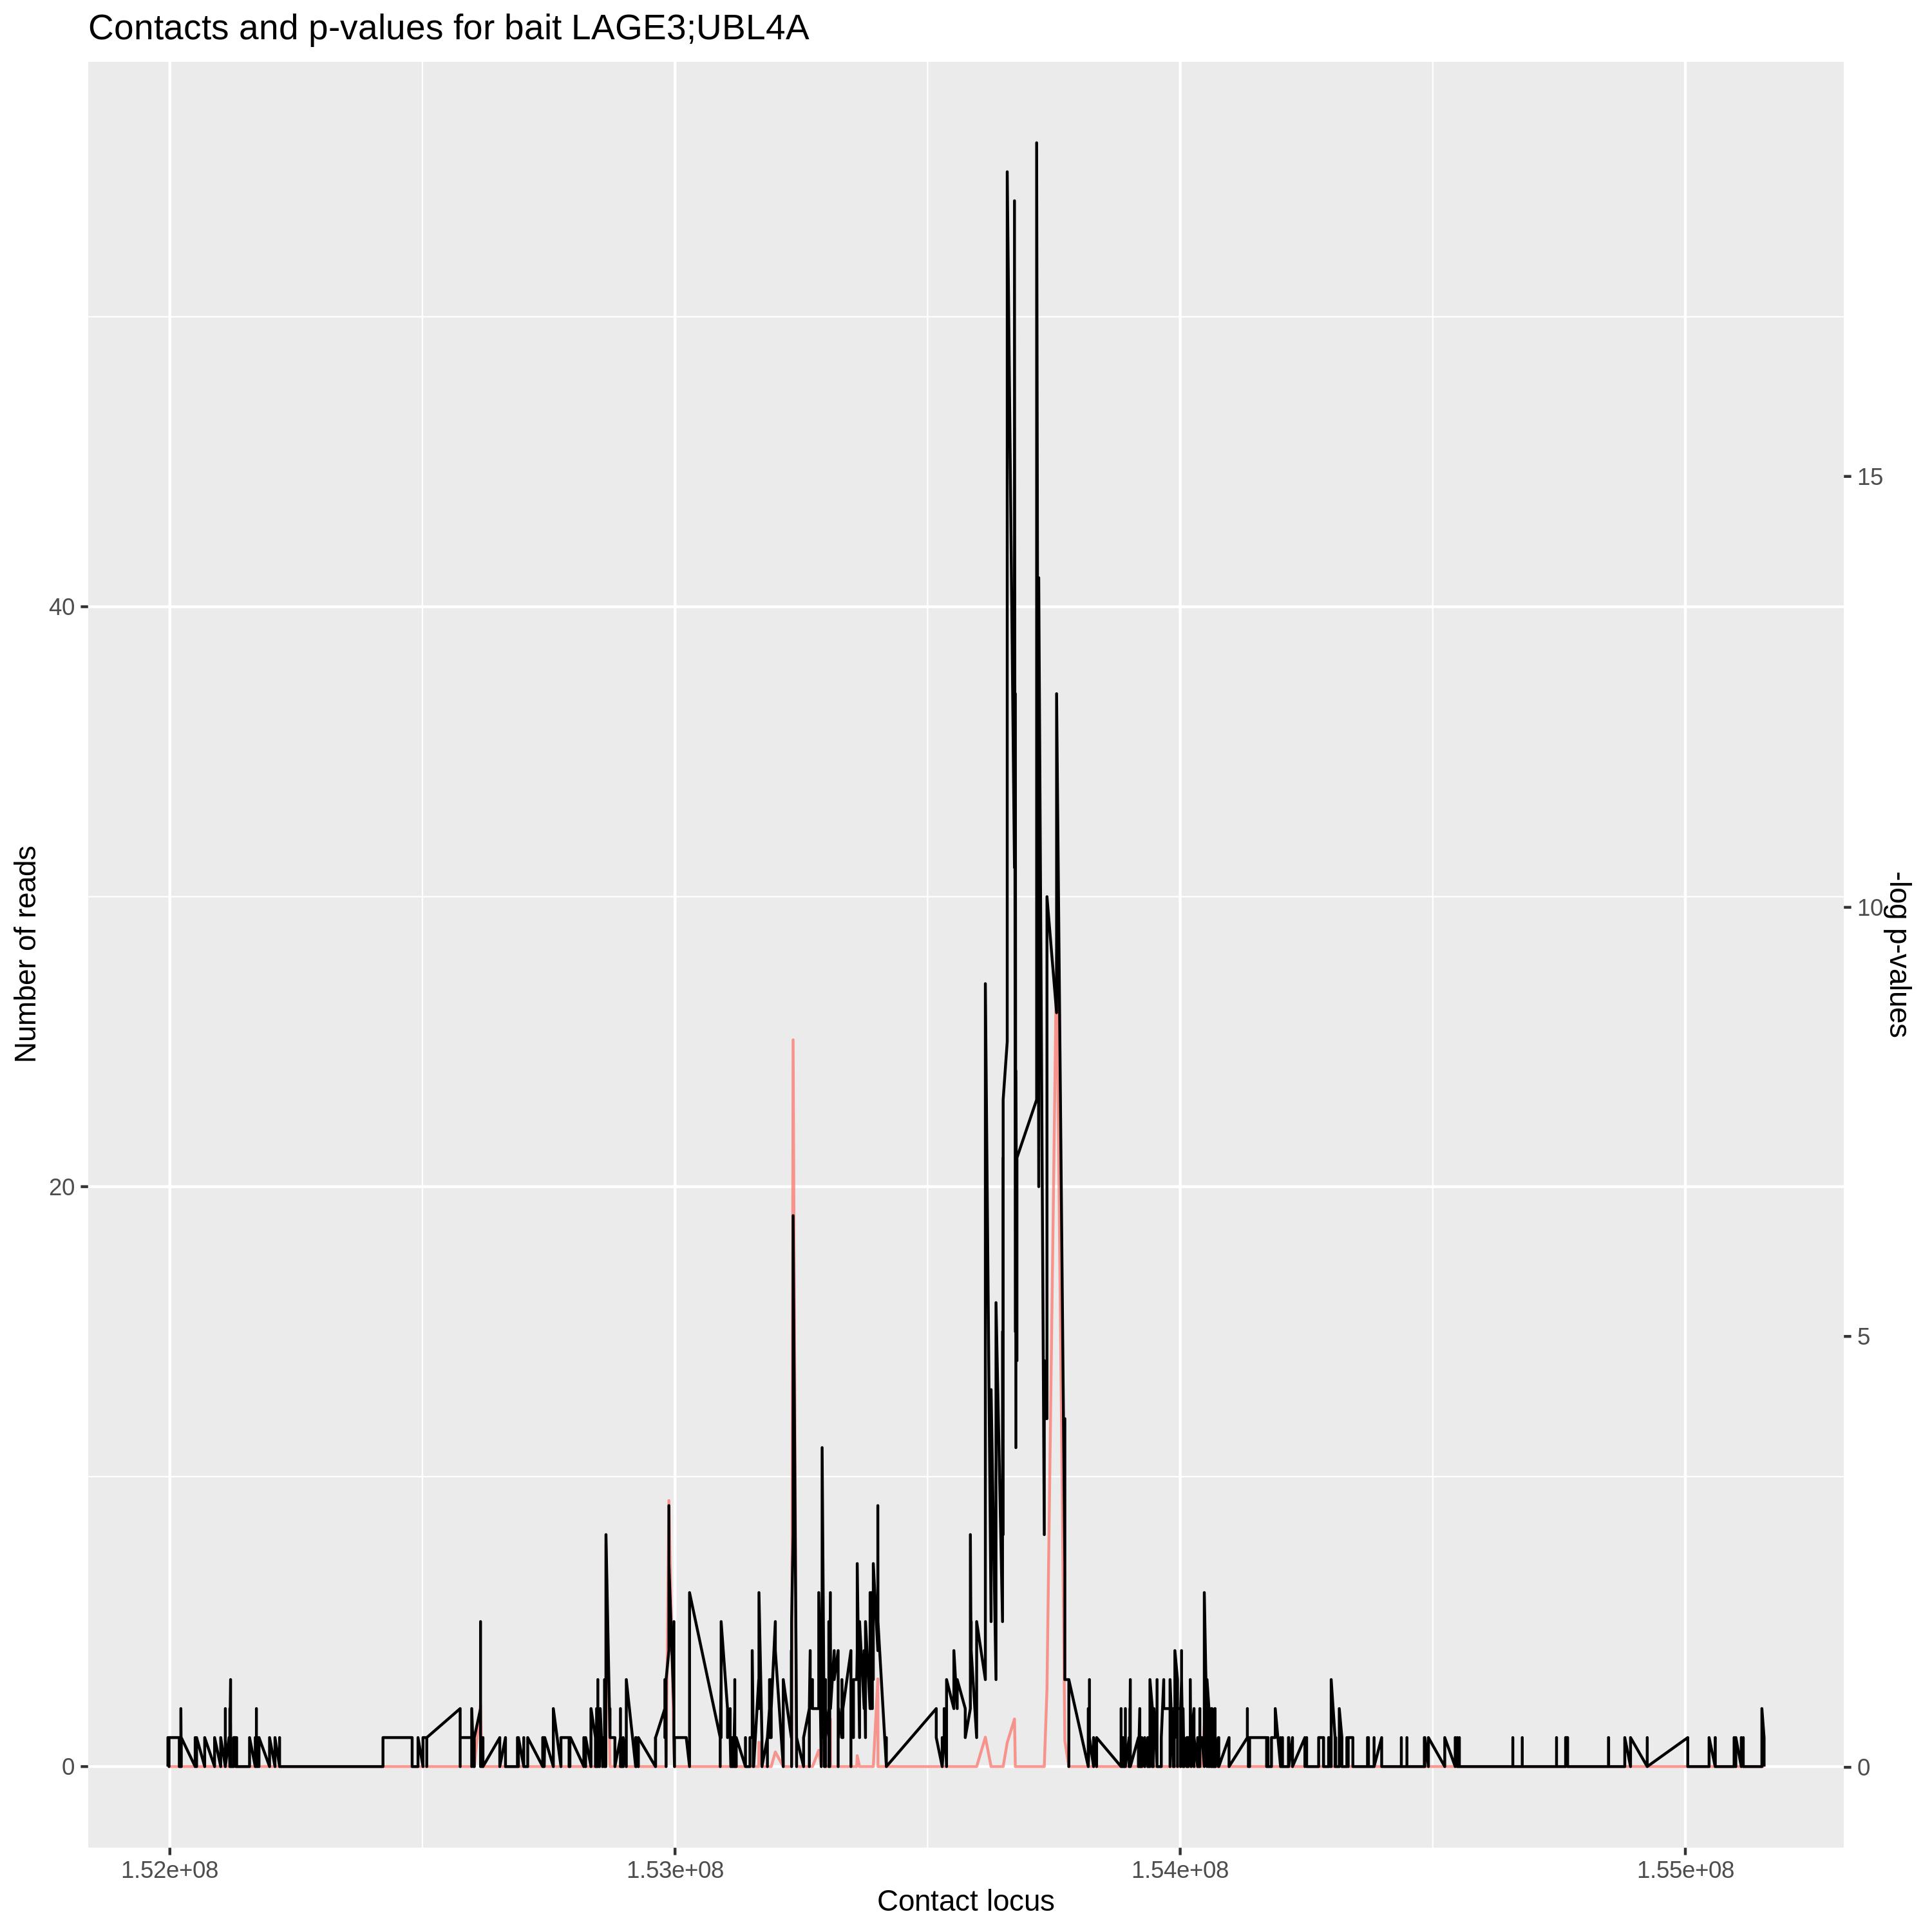 Contacts and p-values for bait LAGE3;UBL4A
Number of reads
40
20
0
15
10
5
0
-log p-values
1.52e+08 1.53e+08 1.54e+08 1.55e+08
Contact locus